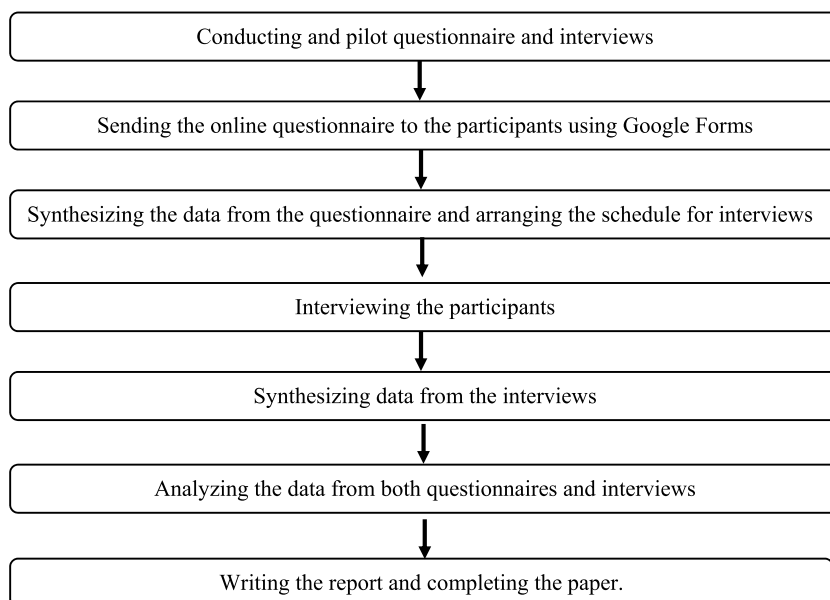 Conducting and pilot questionnaire and interviews
Sending the online questionnaire to the participants using Google Forms
Synthesizing the data from the questionnaire and arranging the schedule for interviews
Interviewing the participants
Synthesizing data from the interviews
Analyzing the data from both questionnaires and interviews
Writing the report and completing the paper.